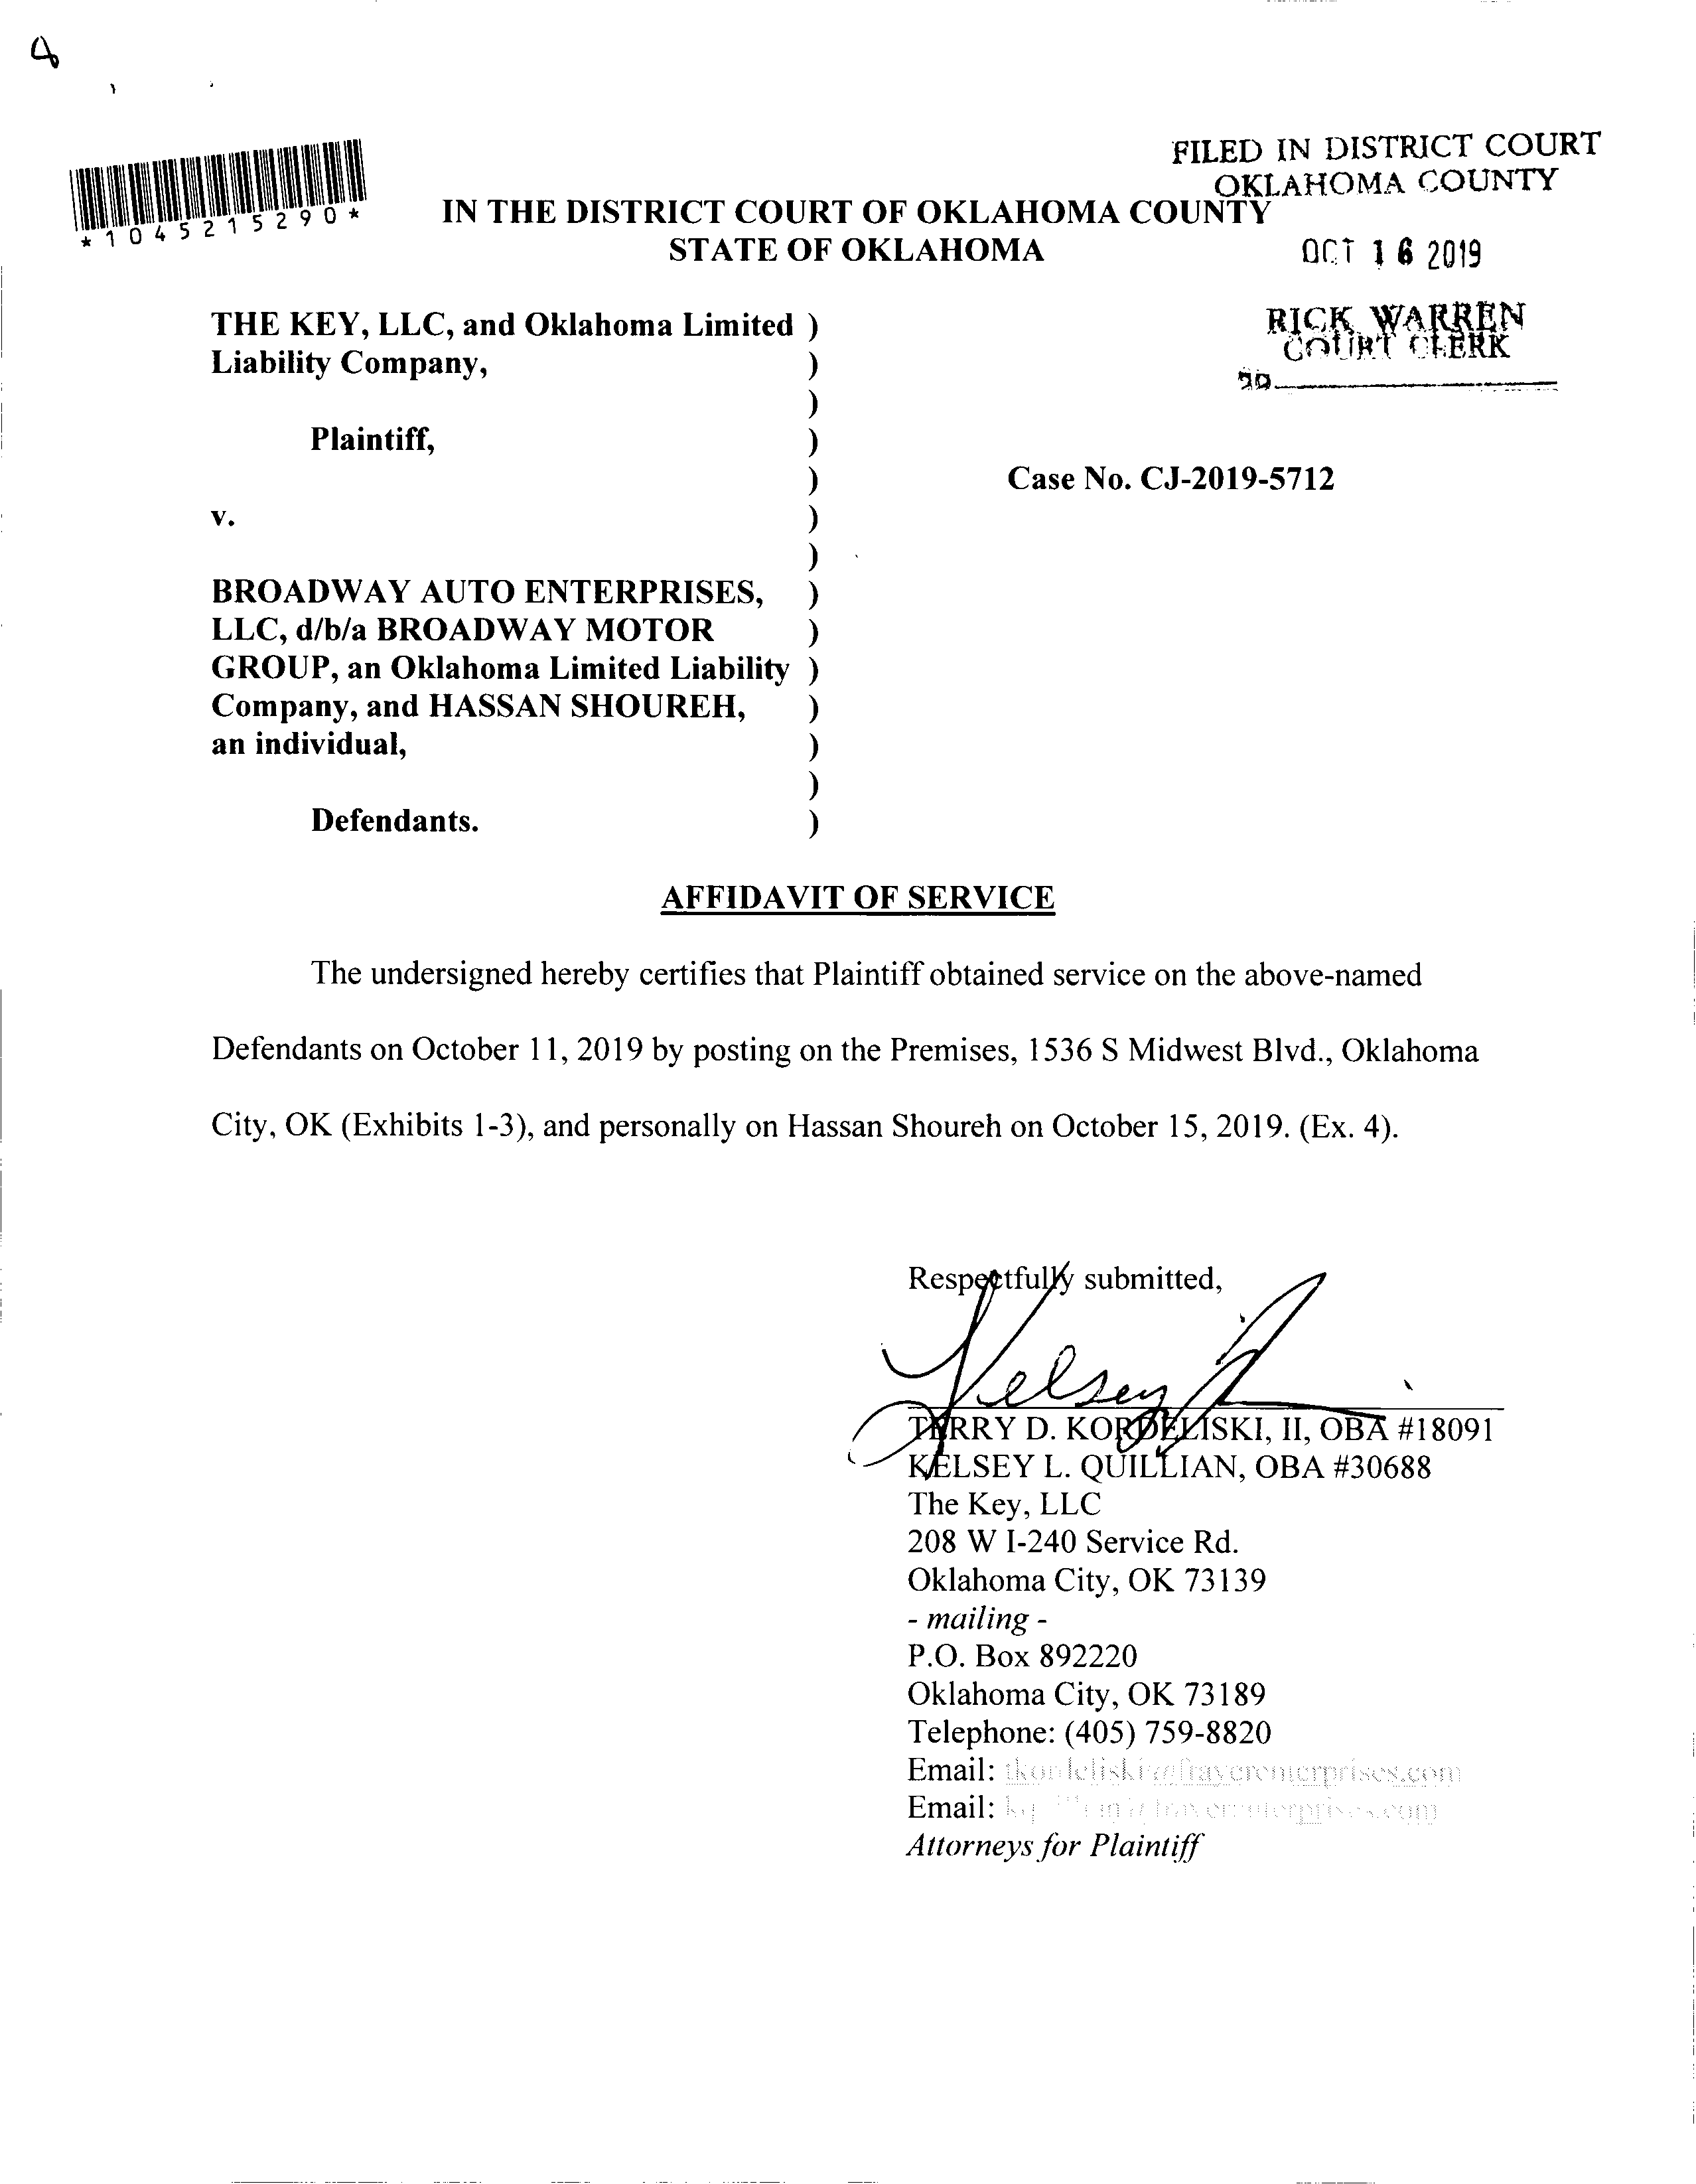 FILED IN DISTRICT COURT
OKLAHOMA COUNTY
*1045215290*
IN THE DISTRICT COURT OF OKLAHOMA COUNTY
STATE OF OKLAHOMA
OCT 16 2019
THE KEY, LLC, and Oklahoma Limited )
Liability Company, )
)
Plaintiff, )
)
v. )
)
BROADWAY AUTO ENTERPRISES, )
LLC, d/b/a BROADWAY MOTOR )
GROUP, an Oklahoma Limited Liability )
Company, and HASSAN SHOUREH, )
an individual, )
)
Defendants. )
RICK WARREN
COURT CLERK
Case No. CJ-2019-5712
AFFIDAVIT OF SERVICE
The undersigned hereby certifies that Plaintiff obtained service on the above-named
Defendants on October 11, 2019 by posting on the Premises, 1536 S Midwest Blvd., Oklahoma
City, OK (Exhibits 1-3), and personally on Hassan Shoureh on October 15, 2019. (Ex. 4).
Respectfully submitted,
Kelsey
TERRY D. KORDELISKI, II, OBA #18091
KELSEY L. QUILLIAN, OBA #30688
The Key, LLC
208 W I-240 Service Rd.
Oklahoma City, OK 73139
- mailing -
P.O. Box 892220
Oklahoma City, OK 73189
Telephone: (405) 759-8820
Email:
Email:
Attorneys for Plaintiff